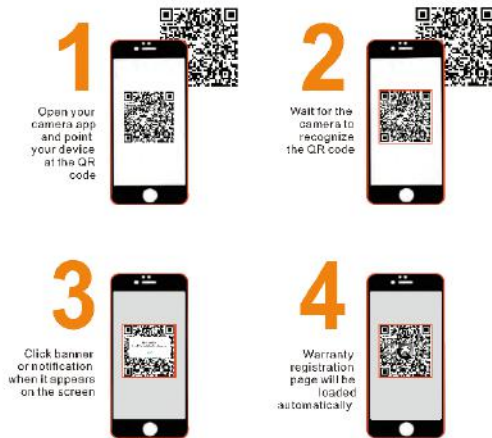 1
Open your
camera app
and point
your device
at the QR
code
2
Wait for the
camera to
recognize
the QR code
3
Click banner
or notification
when it appears
on the screen
4
Warranty
registration
page will be
loaded
automatically